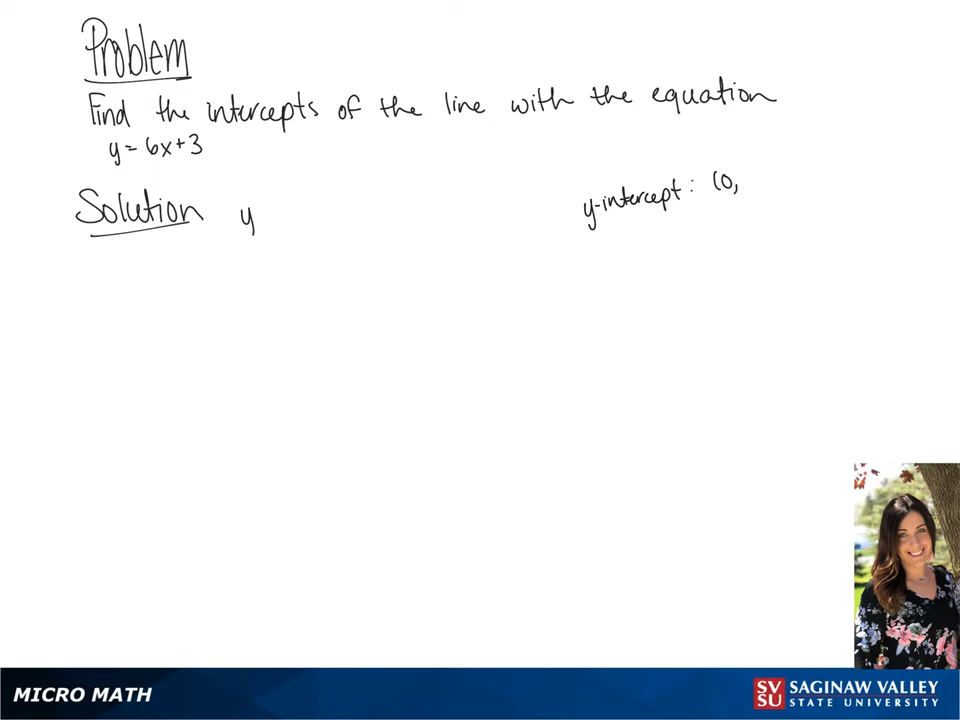 Problem
Find the intercepts of the line with the equation
y = 6x+3
Solution y
y-intercept: (0,
MICRO MATH
SV
SU
SAGINAW VALLEY
STATE UNIVERSITY